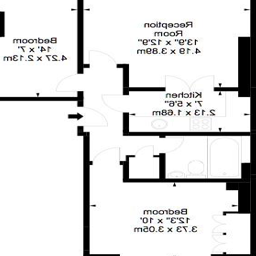 Reception
Room
13'9" x 12'9"
4.19 x 3.89m
Bedroom
14' x 7'
4.27 x 2.13m
Kitchen
7' x 5'6"
2.13 x 1.68m
Bedroom
12'3" x 10'
3.73 x 3.05m